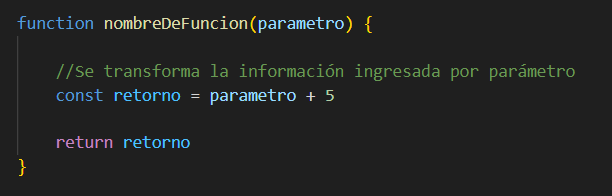 function nombreDeFuncion(parametro) {
//Se transforma la información ingresada por parámetro
const retorno = parametro + 5
return retorno
}